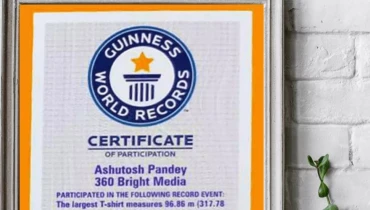 GUINNESS
WORLD RECORDS
CERTIFICATE
OF PARTICIPATION
Ashutosh Pandey
360 Bright Media
PARTICIPATED IN THE FOLLOWING RECORD EVENT:
The largest T-shirt measures 96.86 m (317.78